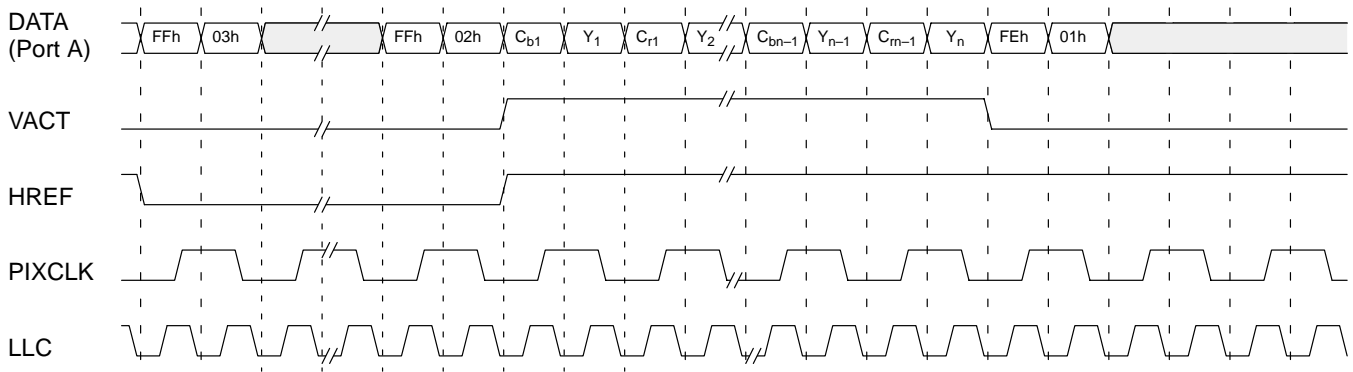 DATA
(Port A)
FFh 03h FFh 02h Cb1 Y1 Cr1 Y2 Cbn–1 Yn–1 Crn–1 Yn FEh 01h
VACT
HREF
PIXCLK
LLC